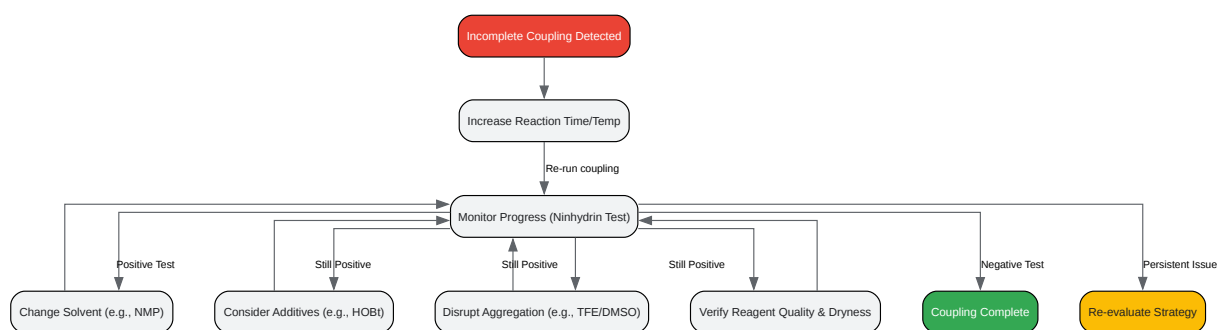 Incomplete Coupling Detected
Increase Reaction Time/Temp
Re-run coupling
Monitor Progress (Ninhydrin Test)
Positive Test
Still Positive
Still Positive
Still Positive
Negative Test
Persistent Issue
Change Solvent (e.g., NMP)
Consider Additives (e.g., HOBt)
Disrupt Aggregation (e.g., TFE/DMSO)
Verify Reagent Quality & Dryness
Coupling Complete
Re-evaluate Strategy